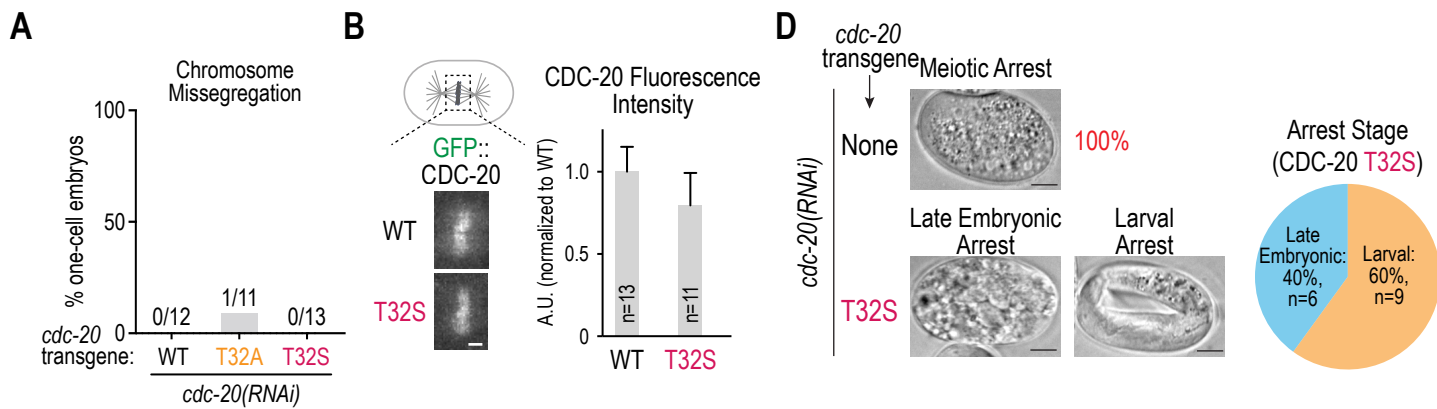 A
Chromosome
Missegregation
% one-cell embryos
100
50
0
0/12
1/11
0/13
cdc-20
transgene:
WT
T32A
T32S
cdc-20(RNAi)
B
GFP::
CDC-20
WT
T32S
CDC-20 Fluorescence
Intensity
A.U. (normalized to WT)
1.0
0.5
0
n=13
n=11
WT
T32S
D
cdc-20
transgene
cdc-20(RNAi)
None
Meiotic Arrest
100%
T32S
Late Embryonic
Arrest
Larval
Arrest
Arrest Stage
(CDC-20 T32S)
Late
Embryonic:
40%,
n=6
Larval:
60%,
n=9